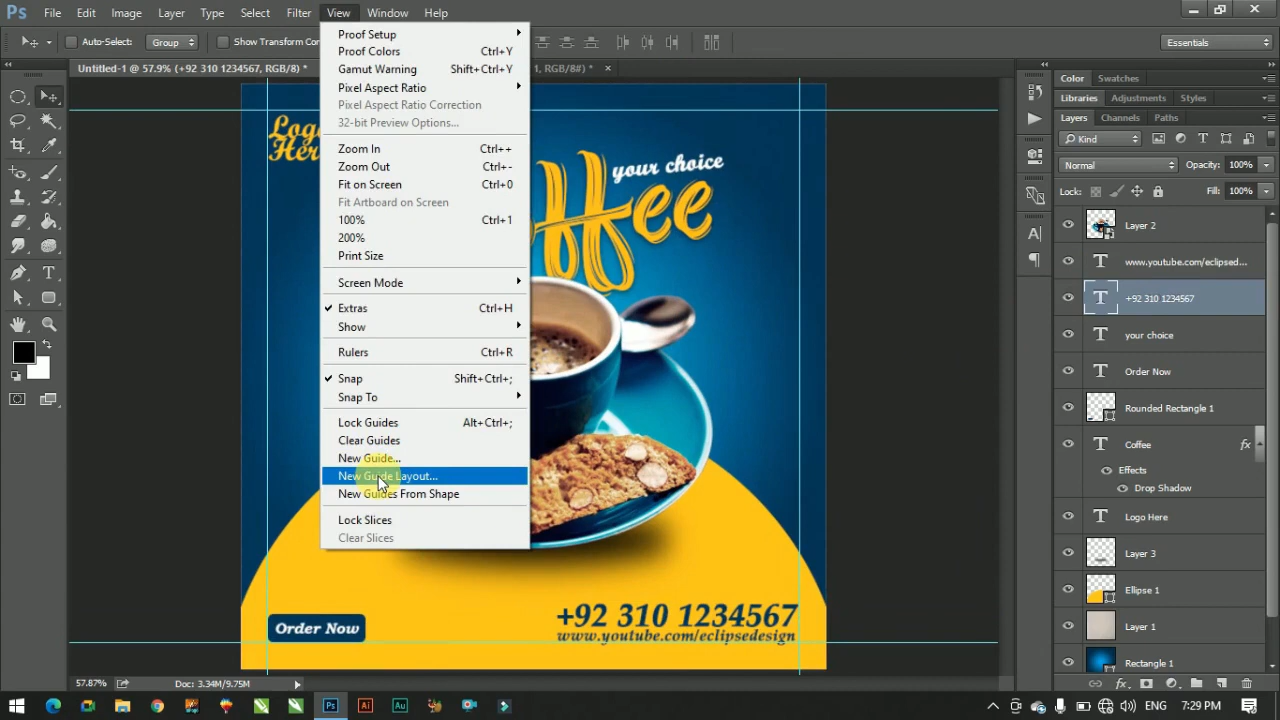 Ps File Edit Image Layer Type Select Filter View Window Help
Auto-Select: Group Show Transform Essentials
Untitled-1 @ 57.9% (+92 310 1234567, RGB/8) * 1, RGB/8#) * ×
Proof Setup
Proof Colors Ctrl+Y
Gamut Warning Shift+Ctrl+Y
Pixel Aspect Ratio
Pixel Aspect Ratio Correction
32-bit Preview Options...
Zoom In Ctrl++
Zoom Out Ctrl+-
Fit on Screen Ctrl+0
Fit Artboard on Screen
100% Ctrl+1
200%
Print Size
Screen Mode
Extras Ctrl+H
Show
Rulers Ctrl+R
Snap Shift+Ctrl+;
Snap To
Lock Guides Alt+Ctrl+;
Clear Guides
New Guide...
New Guide Layout...
New Guides From Shape
Lock Slices
Clear Slices
your choice
Order Now
+92 310 1234567
www.youtube.com/eclipsedesign
Color Swatches
Libraries Adjustments Styles
Layers Channels Paths
Kind
Normal Opacity: 100%
Locks: Fill: 100%
Layer 2
www.youtube.com/eclipsed...
+92 310 1234567
your choice
Order Now
Rounded Rectangle 1
Coffee fx
Effects
Drop Shadow
Logo Here
Layer 3
Ellipse 1
Layer 1
Rectangle 1
57.87% Doc: 3.34M/9.75M
7:29 PM